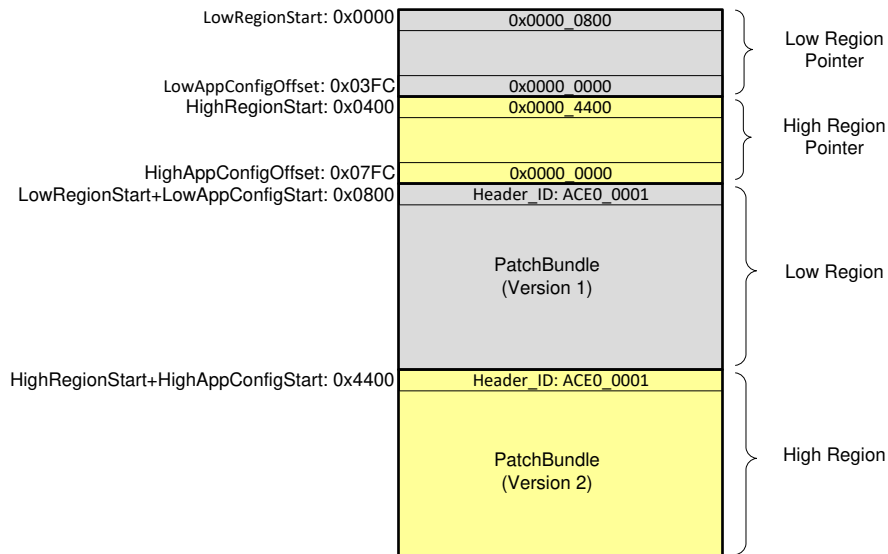 LowRegionStart: 0x0000
0x0000_0800
Low Region
Pointer
LowAppConfigOffset: 0x03FC
0x0000_0000
HighRegionStart: 0x0400
0x0000_4400
High Region
Pointer
HighAppConfigOffset: 0x07FC
0x0000_0000
LowRegionStart+LowAppConfigStart: 0x0800
Header_ID: ACE0_0001
PatchBundle
(Version 1)
Low Region
HighRegionStart+HighAppConfigStart: 0x4400
Header_ID: ACE0_0001
PatchBundle
(Version 2)
High Region